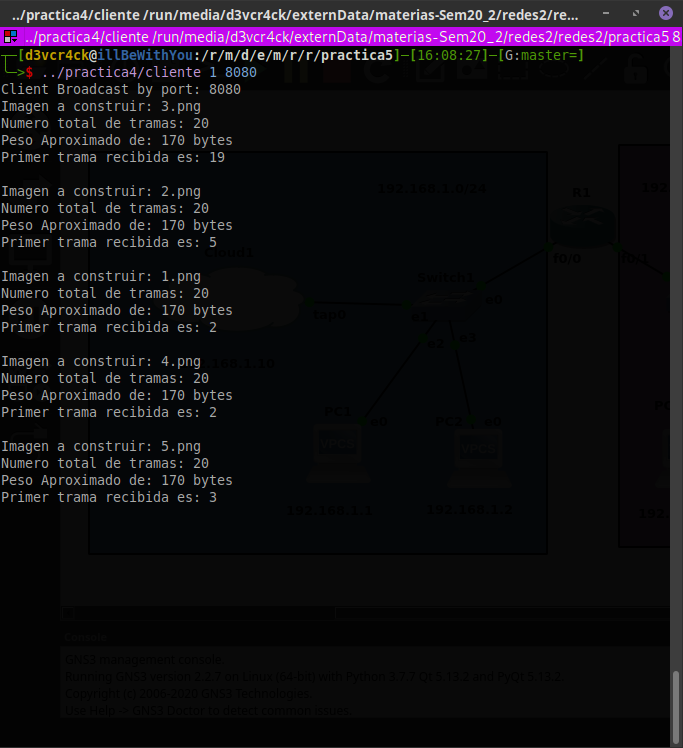 ../practica4/cliente /run/media/d3vcr4ck/externData/materias-Sem20_2/redes2/re...
../practica4/cliente /run/media/d3vcr4ck/externData/materias-Sem20_2/redes2/redes2/practica5 8
[d3vcr4ck@illBeWithYou:/r/m/d/e/m/r/r/practica5]–[16:08:27]–[G:master=]
>$ ../practica4/cliente 1 8080
Client Broadcast by port: 8080
Imagen a construir: 3.png
Numero total de tramas: 20
Peso Aproximado de: 170 bytes
Primer trama recibida es: 19
Imagen a construir: 2.png
Numero total de tramas: 20
Peso Aproximado de: 170 bytes
Primer trama recibida es: 5
Imagen a construir: 1.png
Numero total de tramas: 20
Peso Aproximado de: 170 bytes
Primer trama recibida es: 2
Imagen a construir: 4.png
Numero total de tramas: 20
Peso Aproximado de: 170 bytes
Primer trama recibida es: 2
Imagen a construir: 5.png
Numero total de tramas: 20
Peso Aproximado de: 170 bytes
Primer trama recibida es: 3
192.168.1.0/24
R1
Cloud1
f0/0
f0/1
Switch1
e0
tap0
e1
e2
e3
.168.1.10
PC1
e0
PC2
e0
192.168.1.1
192.168.1.2
Console
GNS3 management console.
Running GNS3 version 2.2.7 on Linux (64-bit) with Python 3.7.7 Qt 5.13.2 and PyQt 5.13.2.
Copyright (c) 2006-2020 GNS3 Technologies.
Use Help -> GNS3 Doctor to detect common issues.